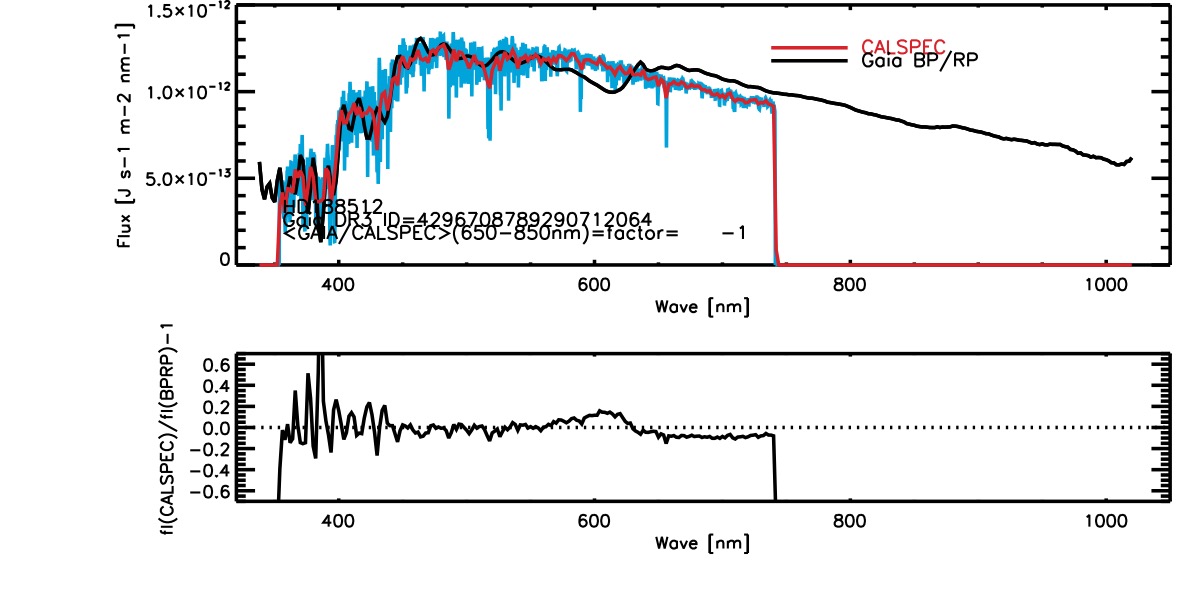 1.5×10−12
1.0×10−12
5.0×10−13
0
Flux [J s−1 m−2 nm−1]
CALSPEC
Gaia BP/RP
HD188512
Gaia DR3 ID=4296708789290712064
<GAIA/CALSPEC>(650−850nm)=factor= −1
400 600 800 1000
Wave [nm]
0.6
0.4
0.2
0.0
−0.2
−0.4
−0.6
fl(CALSPEC)/fl(BPRP)−1
400 600 800 1000
Wave [nm]